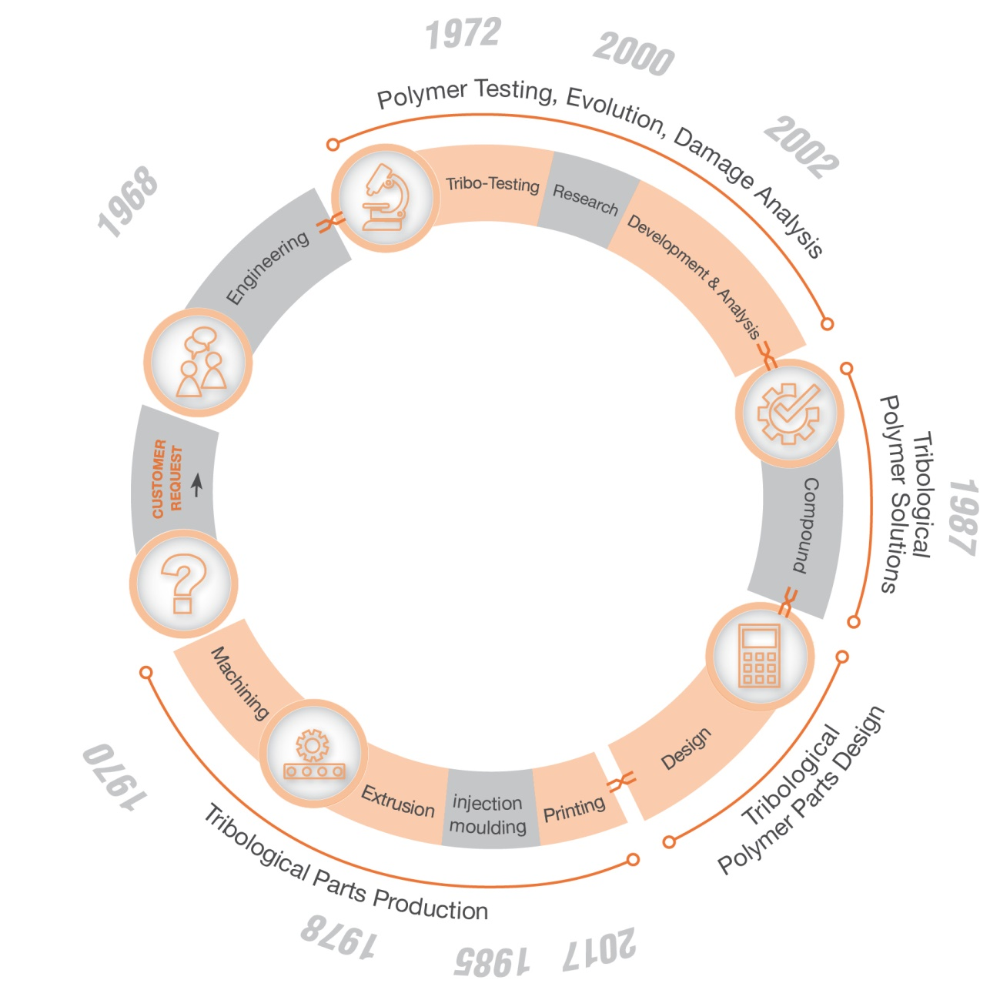 1968
1972
2000
2002
1987
2017
1985
1978
1970
Polymer Testing, Evolution, Damage Analysis
Tribological
Polymer Solutions
Tribological
Polymer Parts Design
Tribological Parts Production
CUSTOMER
REQUEST
Engineering
Tribo-Testing
Research
Development & Analysis
Compound
Design
Printing
injection
moulding
Extrusion
Machining